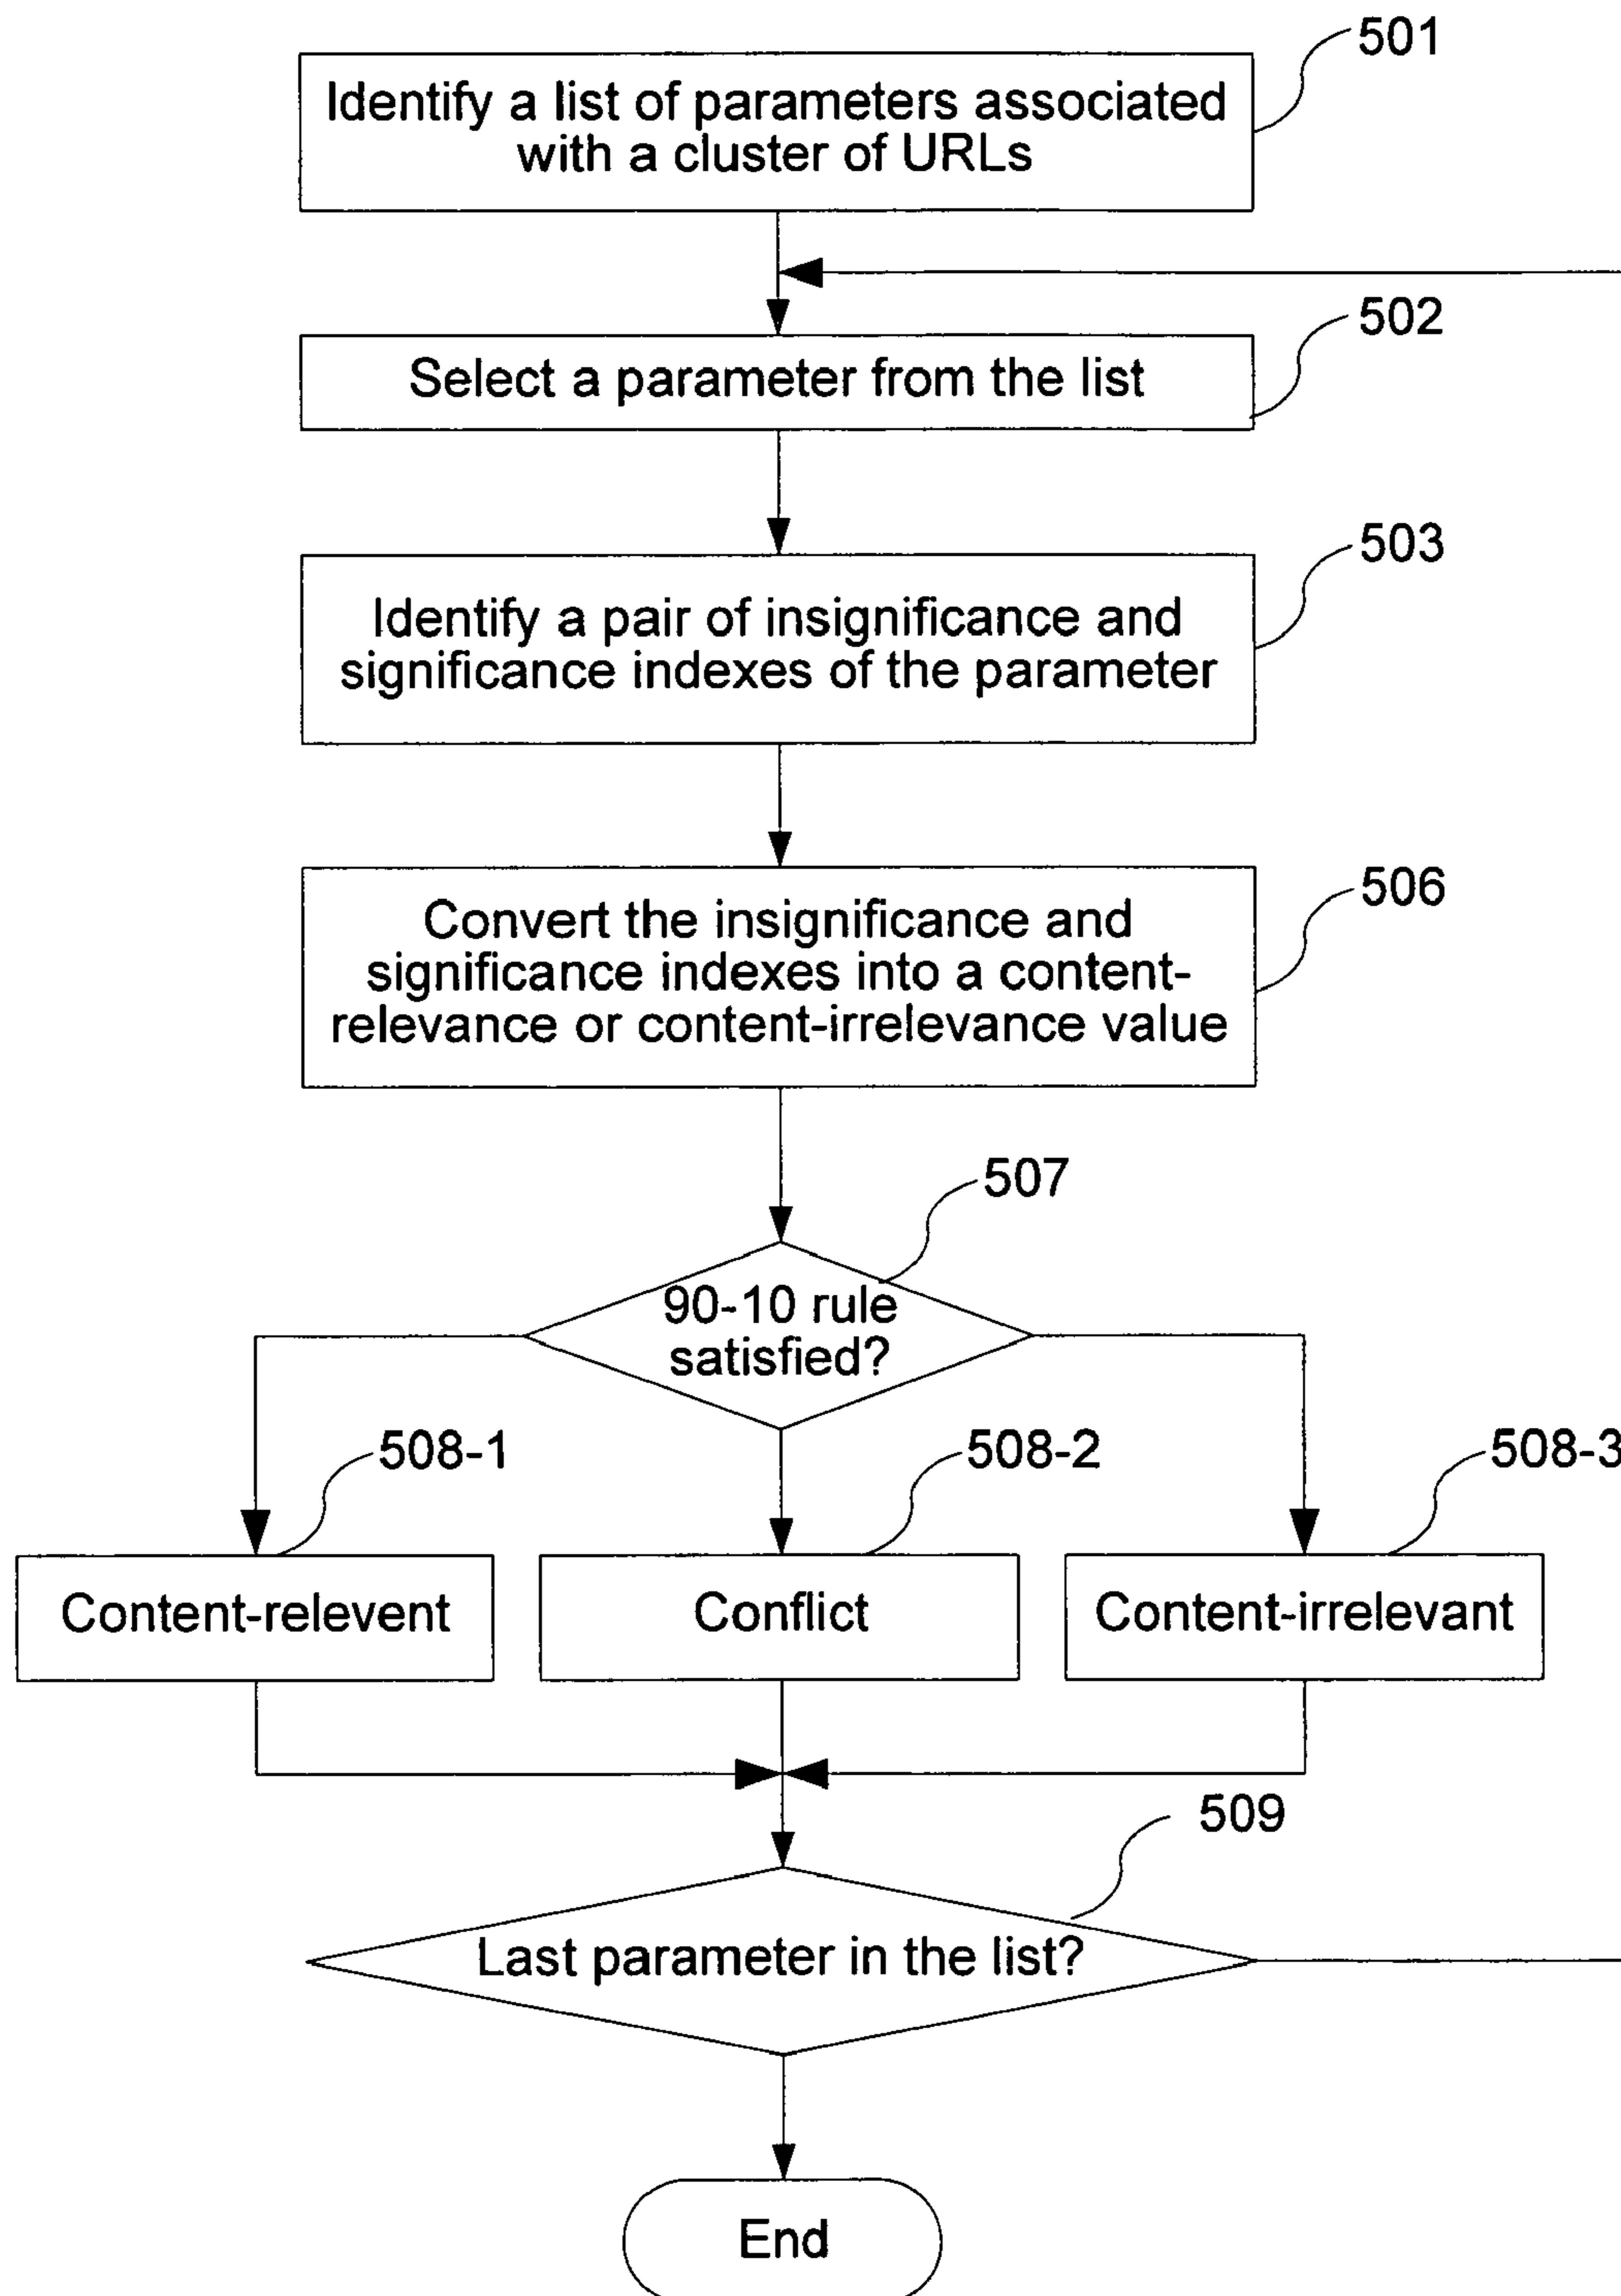 501
Identify a list of parameters associated
with a cluster of URLs
502
Select a parameter from the list
503
Identify a pair of insignificance and
significance indexes of the parameter
506
Convert the insignificance and
significance indexes into a content-
relevance or content-irrelevance value
507
90-10 rule
satisfied?
508-1
508-2
508-3
Content-relevent
Conflict
Content-irrelevant
509
Last parameter in the list?
End